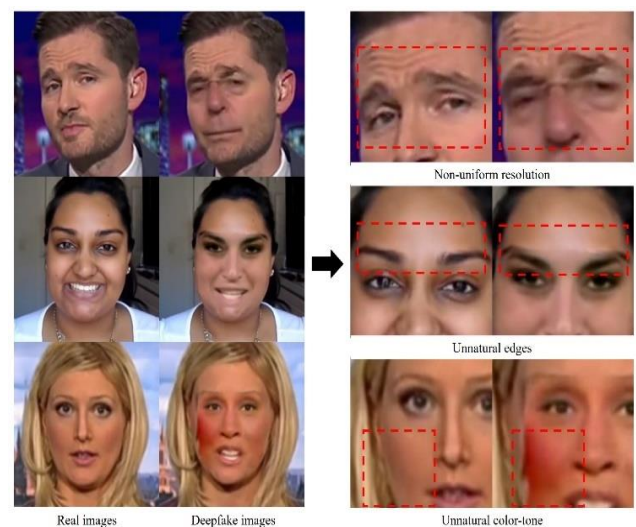 Non-uniform resolution
Unnatural edges
Real images
Deepfake images
Unnatural color-tone